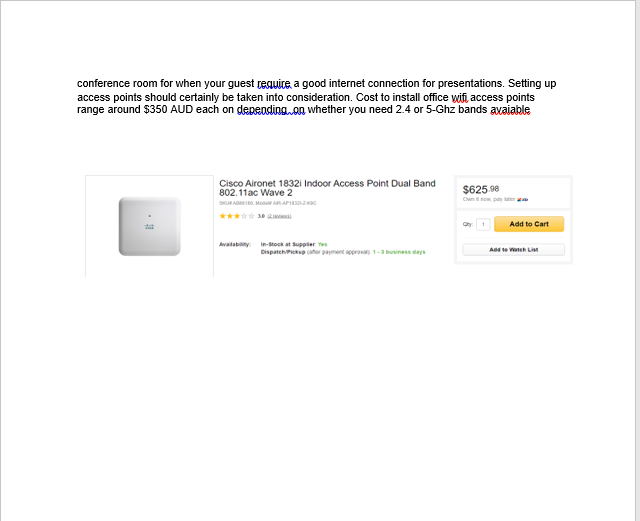 conference room for when your guest require a good internet connection for presentations. Setting up
access points should certainly be taken into consideration. Cost to install office wifi access points
range around $350 AUD each on depending on whether you need 2.4 or 5-Ghz bands avaiable
Cisco Aironet 1832i Indoor Access Point Dual Band
802.11ac Wave 2
3.0 (2 reviews)
Availability: In-Stock at Supplier Yes
Dispatch/Pickup (after payment approval) 1 - 3 business days
$625.98
Own it now, pay later
Qty: 1 Add to Cart
Add to Watch List